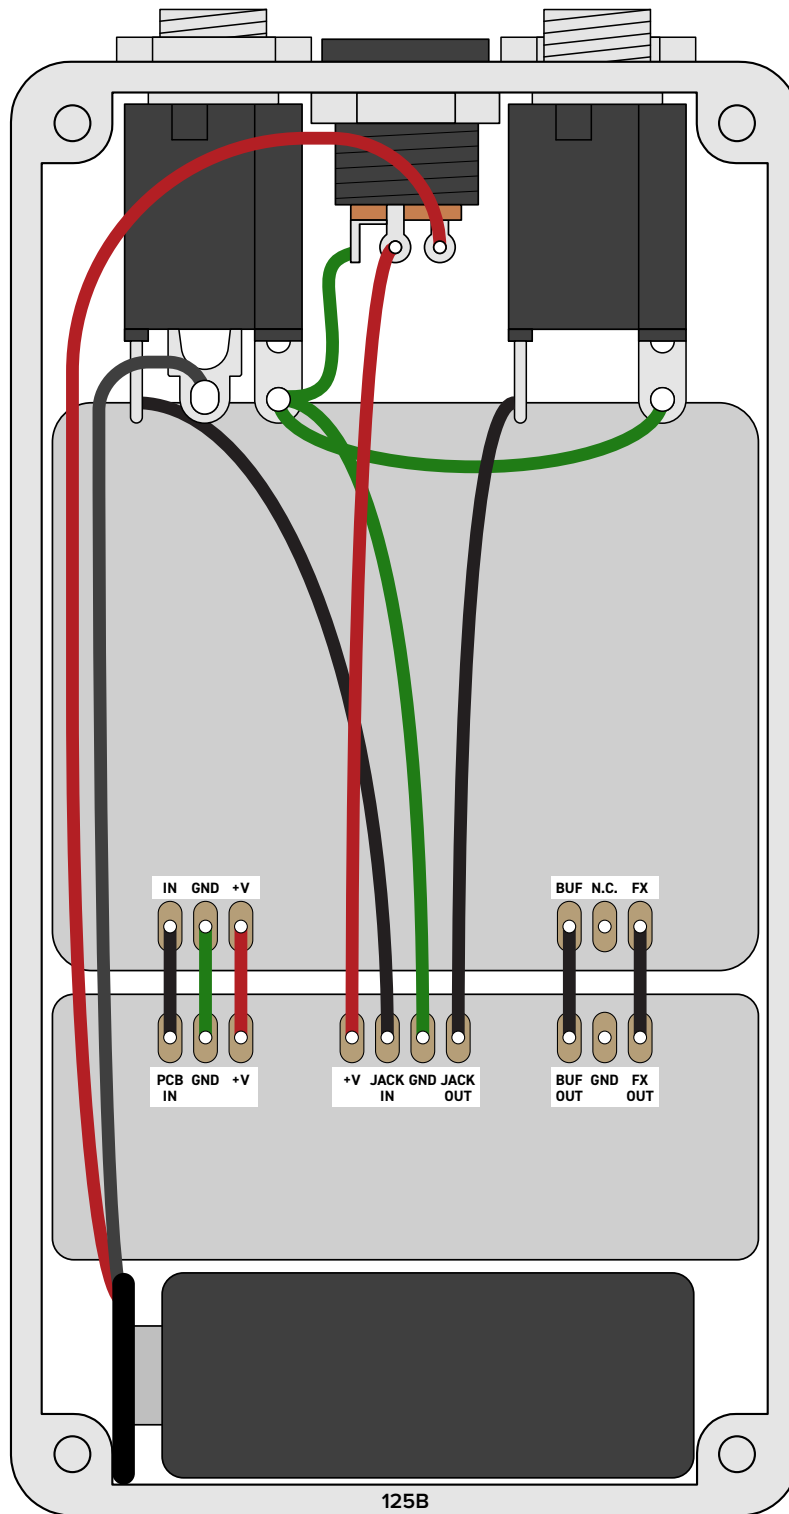 IN GND +V
BUF N.C. FX
PCB IN GND +V
+V JACK IN GND JACK OUT
BUF OUT GND FX OUT
125B